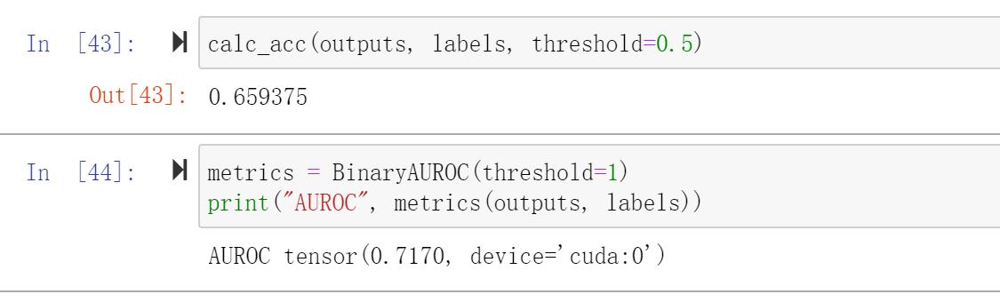 In [43]: calc_acc(outputs, labels, threshold=0.5)
Out[43]: 0.659375
In [44]: metrics = BinaryAUROC(threshold=1)
print("AUROC", metrics(outputs, labels))
AUROC tensor(0.7170, device='cuda:0')